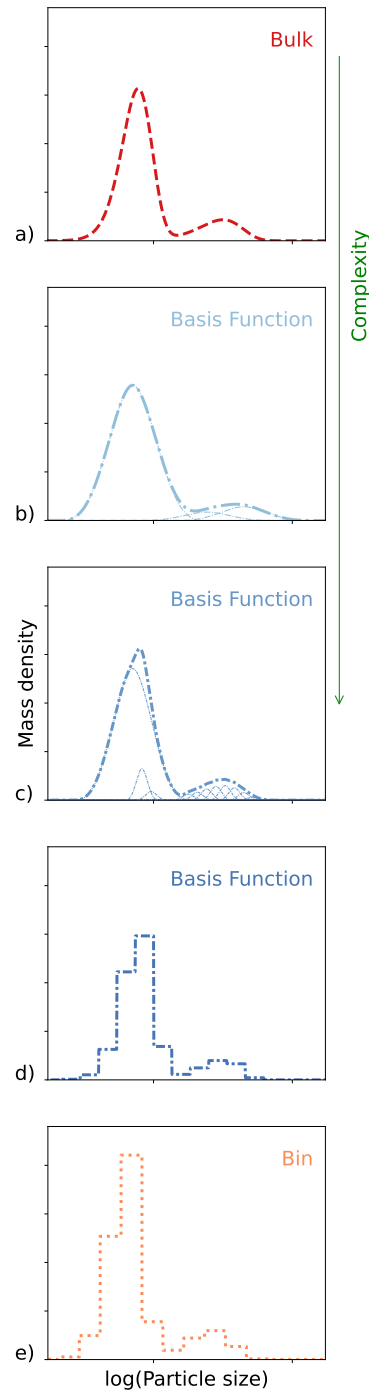 Bulk
a)
Complexity
Basis Function
b)
Basis Function
Mass density
c)
Basis Function
d)
Bin
e)
log(Particle size)